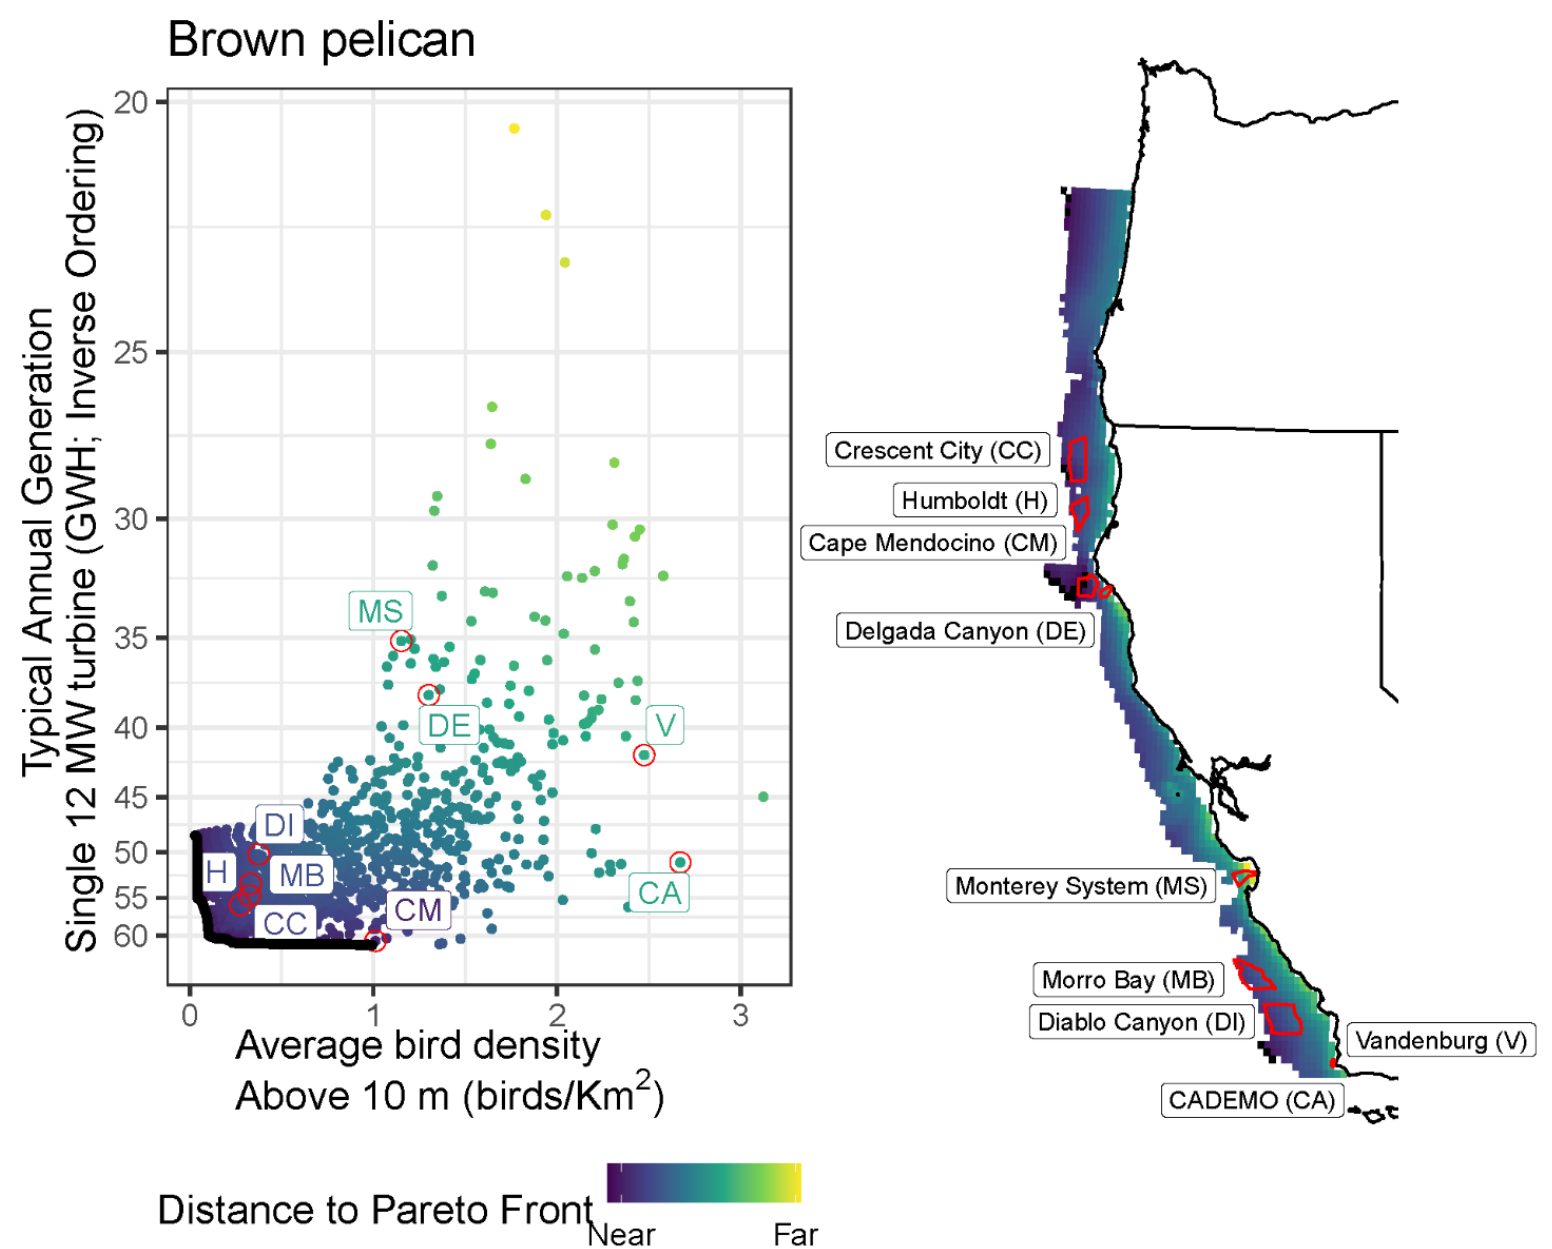 Brown pelican
Typical Annual Generation
Single 12 MW turbine (GWH; Inverse Ordering)
20
25
30
35
40
45
50
55
60
MS
DE
V
DI
H
MB
CA
CM
CC
0
1
2
3
Average bird density
Above 10 m (birds/Km²)
Crescent City (CC)
Humboldt (H)
Cape Mendocino (CM)
Delgada Canyon (DE)
Monterey System (MS)
Morro Bay (MB)
Diablo Canyon (DI)
Vandenburg (V)
CADEMO (CA)
Distance to Pareto Front
Near
Far